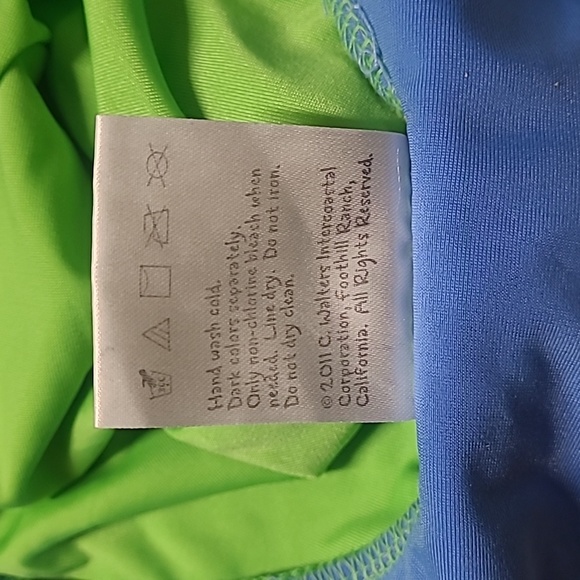 Hand wash cold.
Dark colors separately.
Only non-chlorine bleach when
needed. Line dry. Do not iron.
Do not dry clean.
© 2011 C. Walters Intercoastal
Corporation, Foothill Ranch,
California. All Rights Reserved.